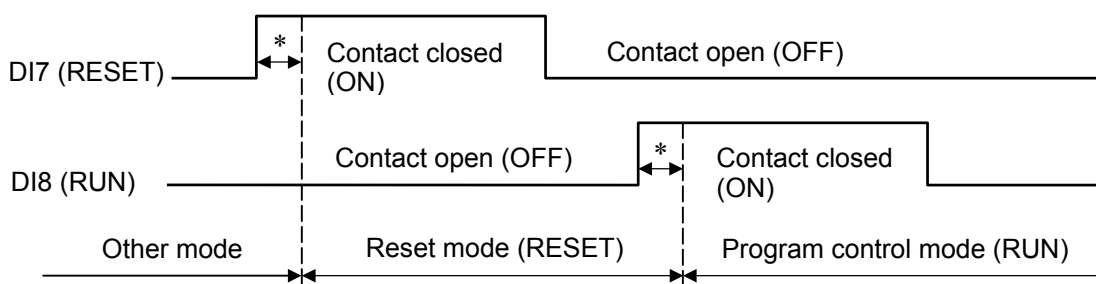 *
Contact closed
(ON)
Contact open (OFF)
DI7 (RESET)
Contact open (OFF)
*
Contact closed
(ON)
DI8 (RUN)
Other mode
Reset mode (RESET)
Program control mode (RUN)